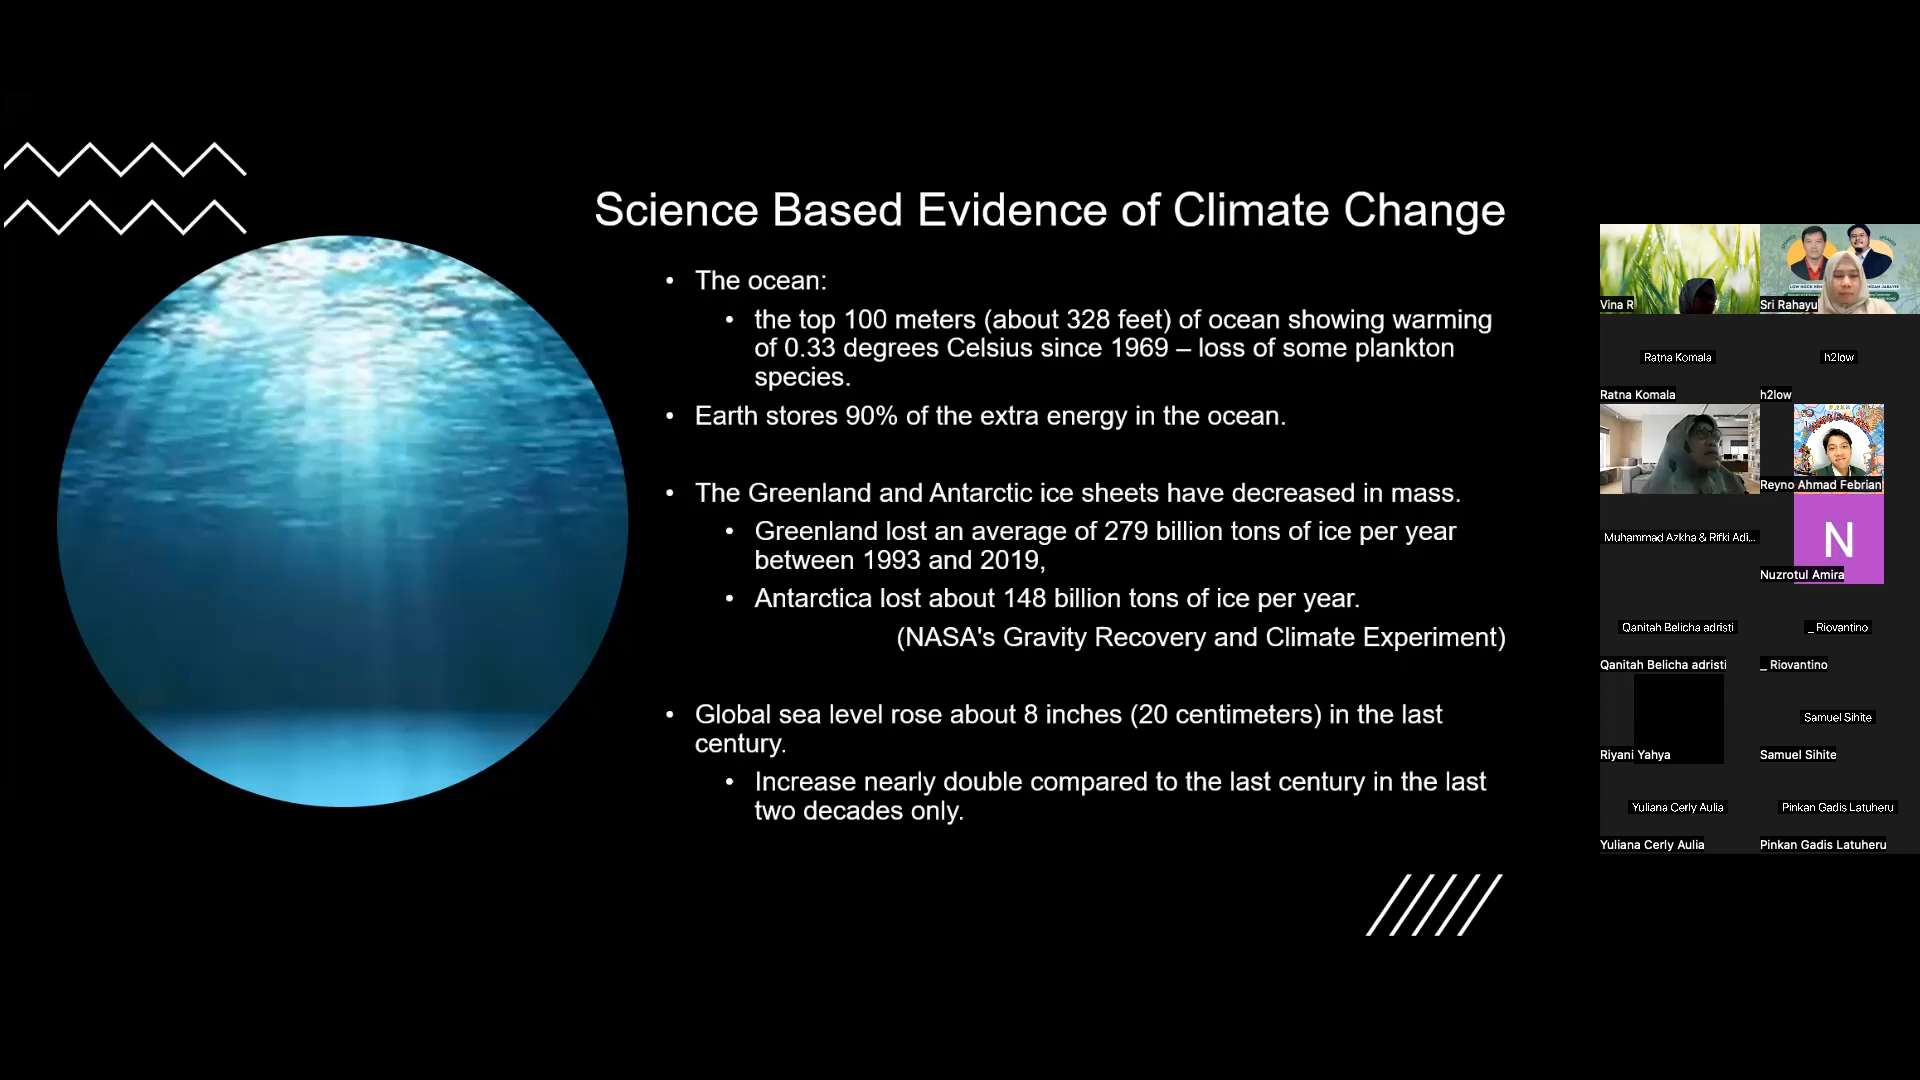 Science Based Evidence of Climate Change
• The ocean:
• the top 100 meters (about 328 feet) of ocean showing warming
of 0.33 degrees Celsius since 1969 – loss of some plankton
species.
• Earth stores 90% of the extra energy in the ocean.
• The Greenland and Antarctic ice sheets have decreased in mass.
• Greenland lost an average of 279 billion tons of ice per year
between 1993 and 2019,
• Antarctica lost about 148 billion tons of ice per year.
(NASA's Gravity Recovery and Climate Experiment)
• Global sea level rose about 8 inches (20 centimeters) in the last
century.
• Increase nearly double compared to the last century in the last
two decades only.
Vina R
Sri Rahayu
Ratna Komala
h2low
Ratna Komala
h2low
Reyno Ahmad Febrian
Muhammad Azkha & Rifki Adi...
N
Nuzrotul Amira
Qanitah Belicha adristi
_ Riovantino
Qanitah Belicha adristi
_ Riovantino
Samuel Sihite
Riyani Yahya
Samuel Sihite
Yuliana Cerly Aulia
Pinkan Gadis Latuheru
Yuliana Cerly Aulia
Pinkan Gadis Latuheru